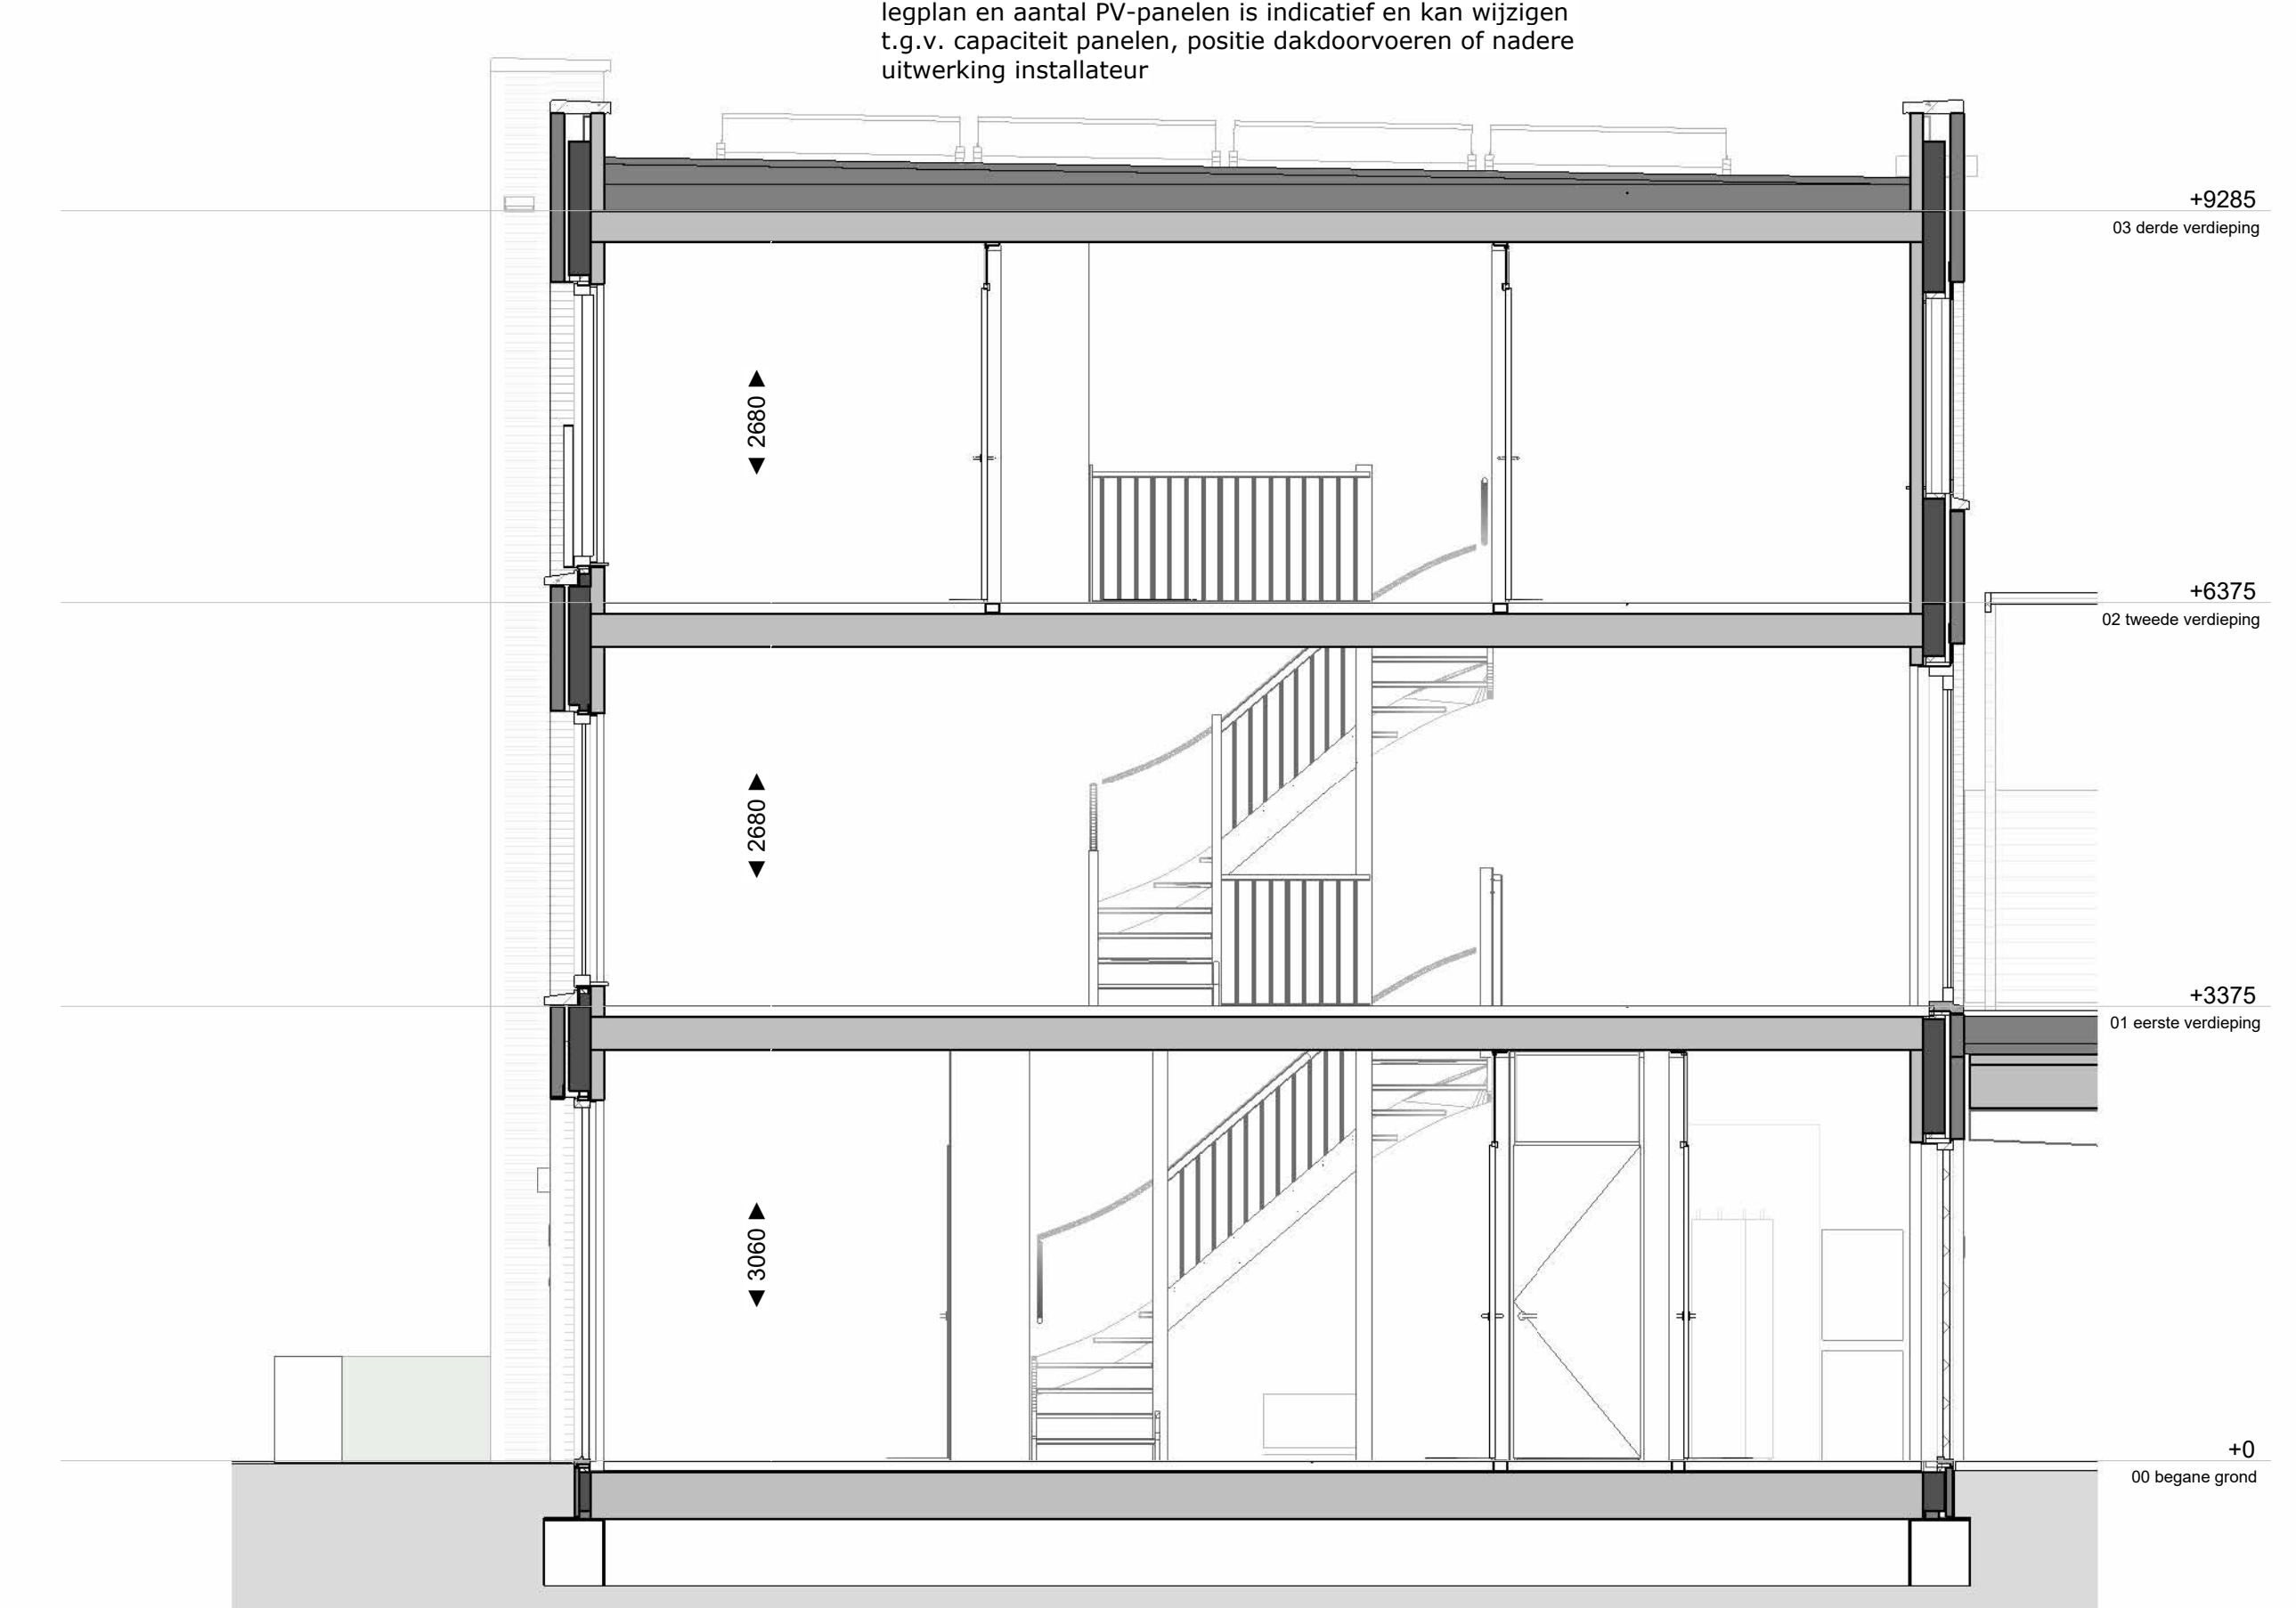 legplan en aantal PV-panelen is indicatief en kan wijzigen
t.g.v. capaciteit panelen, positie dakdoorvoeren of nadere
uitwerking installateur
+9285
03 derde verdieping
2680
+6375
02 tweede verdieping
2680
+3375
01 eerste verdieping
3060
+0
00 begane grond